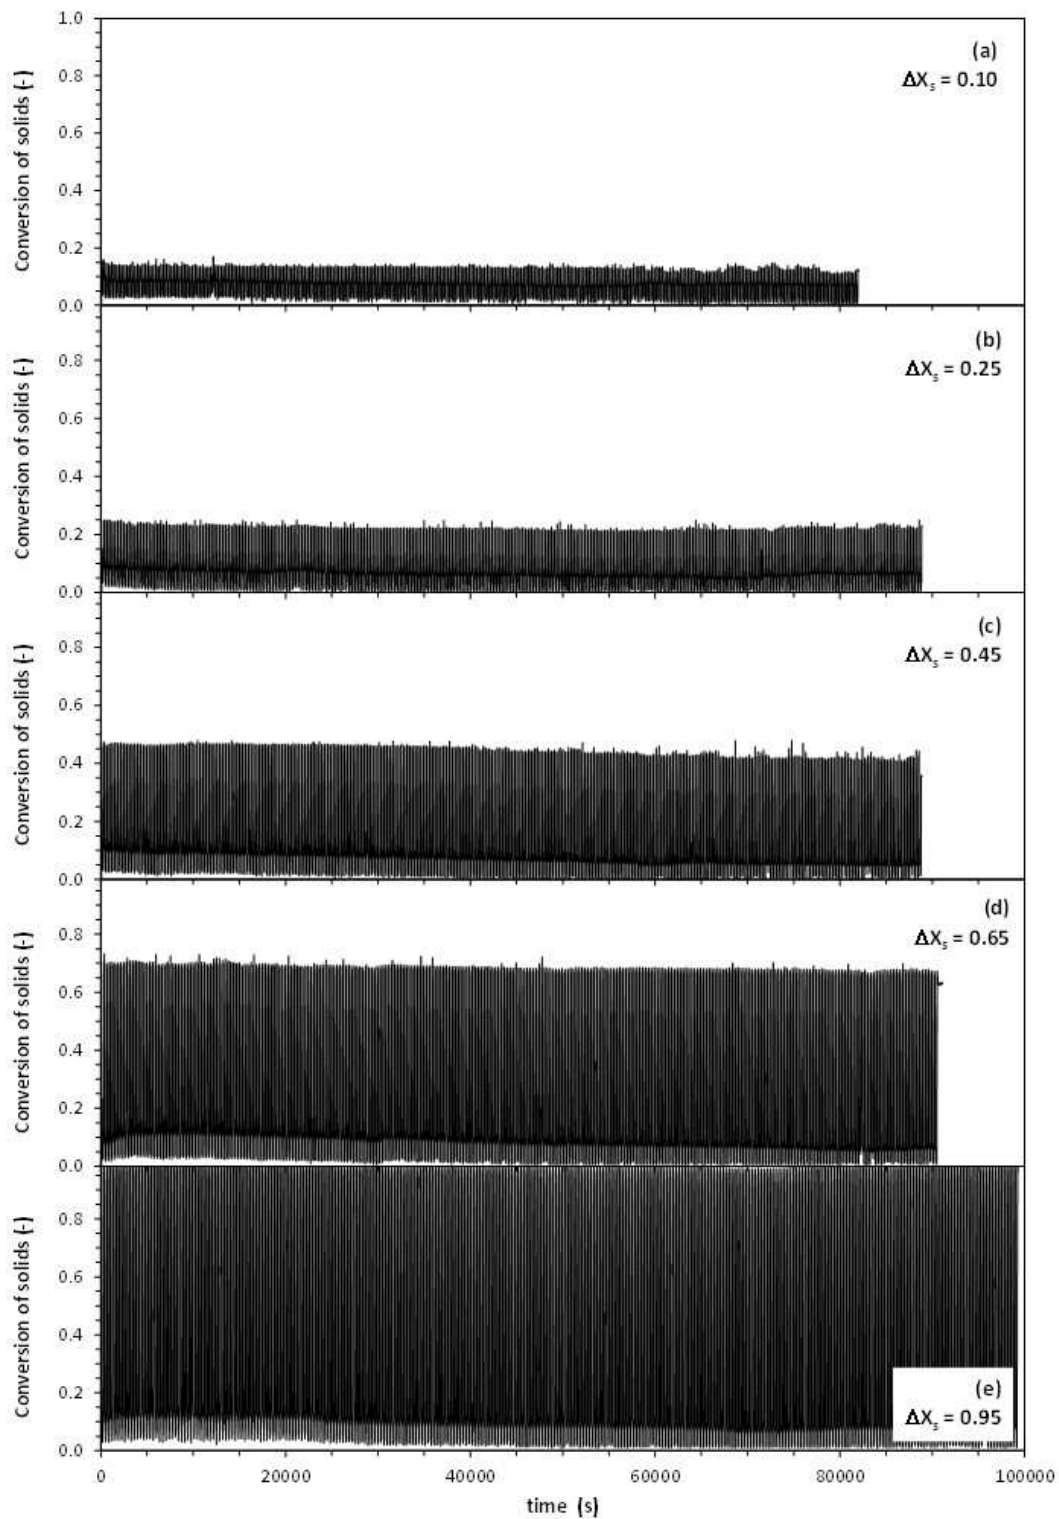 1.0
(a)
ΔXs = 0.10
0.8
0.6
0.4
0.2
0.0
Conversion of solids (-)
(b)
ΔXs = 0.25
0.8
0.6
0.4
0.2
0.0
Conversion of solids (-)
(c)
ΔXs = 0.45
0.8
0.6
0.4
0.2
0.0
Conversion of solids (-)
(d)
ΔXs = 0.65
0.8
0.6
0.4
0.2
0.0
Conversion of solids (-)
0.8
0.6
0.4
0.2
0.0
Conversion of solids (-)
(e)
ΔXs = 0.95
0 20000 40000 60000 80000 100000
time (s)